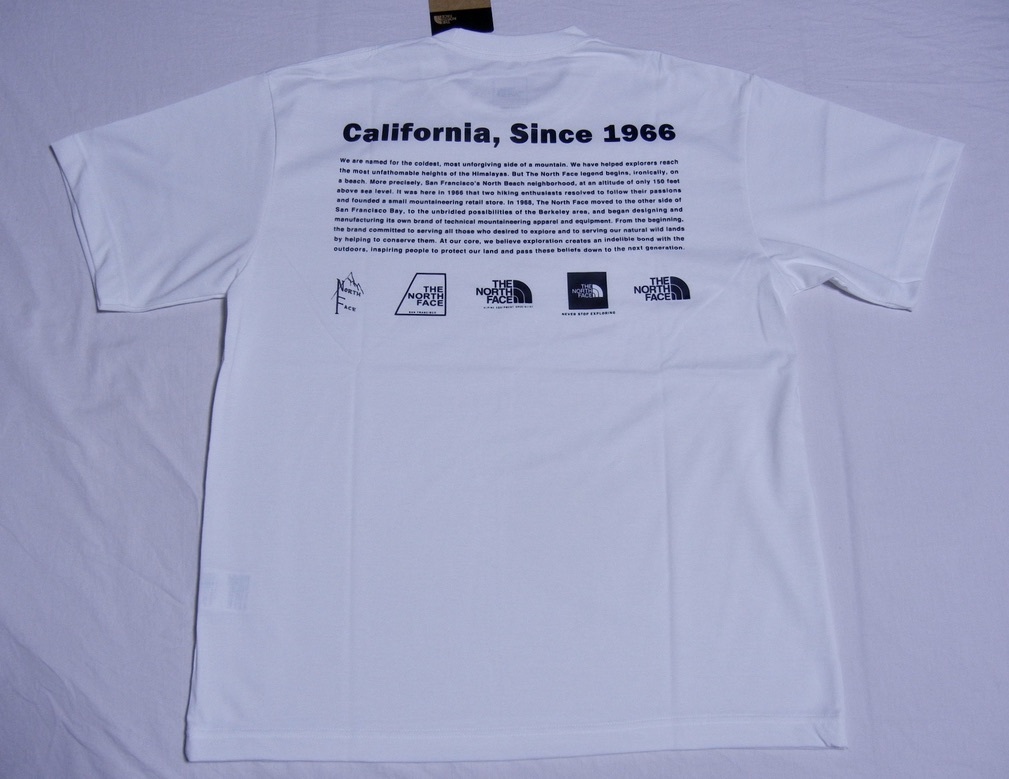 California, Since 1966
We are named for the coldest, most unforgiving side of a mountain. We have helped explorers reach
the most unfathomable heights of the Himalayas. But The North Face legend begins, ironically, on
a beach. More precisely, San Francisco's North Beach neighborhood, at an altitude of only 150 feet
above sea level. It was here in 1966 that two hiking enthusiasts resolved to follow their passions
and founded a small mountaineering retail store. In 1968, The North Face moved to the other side of
San Francisco Bay, to the unbridled possibilities of the Berkeley area, and began designing and
manufacturing its own brand of technical mountaineering apparel and equipment. From the beginning,
the brand committed to serving all those who desired to explore and to serving our natural wild lands
by helping to conserve them. At our core, we believe exploration creates an indelible bond with the
outdoors, inspiring people to protect our land and pass these beliefs down to the next generation.
North
Face
THE
NORTH
FACE
THE
NORTH
FACE
THE
NORTH
FACE
NEVER STOP EXPLORING
THE
NORTH
FACE